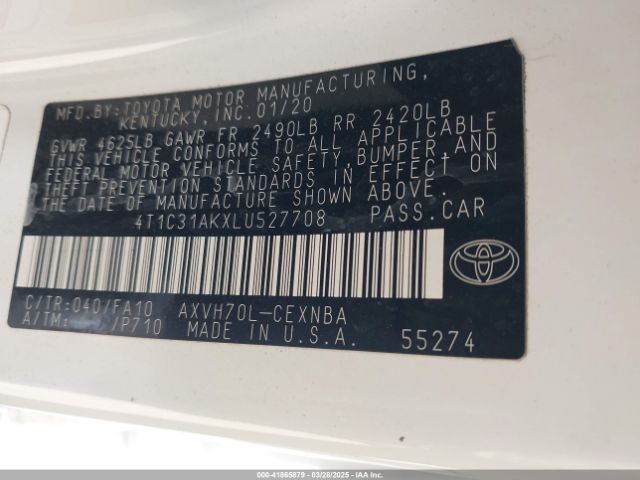 MFD.BY:TOYOTA MOTOR MANUFACTURING,
KENTUCKY, INC.01/20
GVWR 4625LB GAWR FR 2490LB RR 2420LB
THIS VEHICLE CONFORMS TO ALL APPLICABLE
FEDERAL MOTOR VEHICLE SAFETY,BUMPER,AND
THEFT PREVENTION STANDARDS IN EFFECT ON
THE DATE OF MANUFACTURE SHOWN ABOVE.
4T1C31AKXLU527708 PASS.CAR
C/TR:040/FA10 AXVH70L-CEXNBA
A/TM: /P710 MADE IN U.S.A. 55274
000-41865879 | 03/28/2025 - IAA Inc.